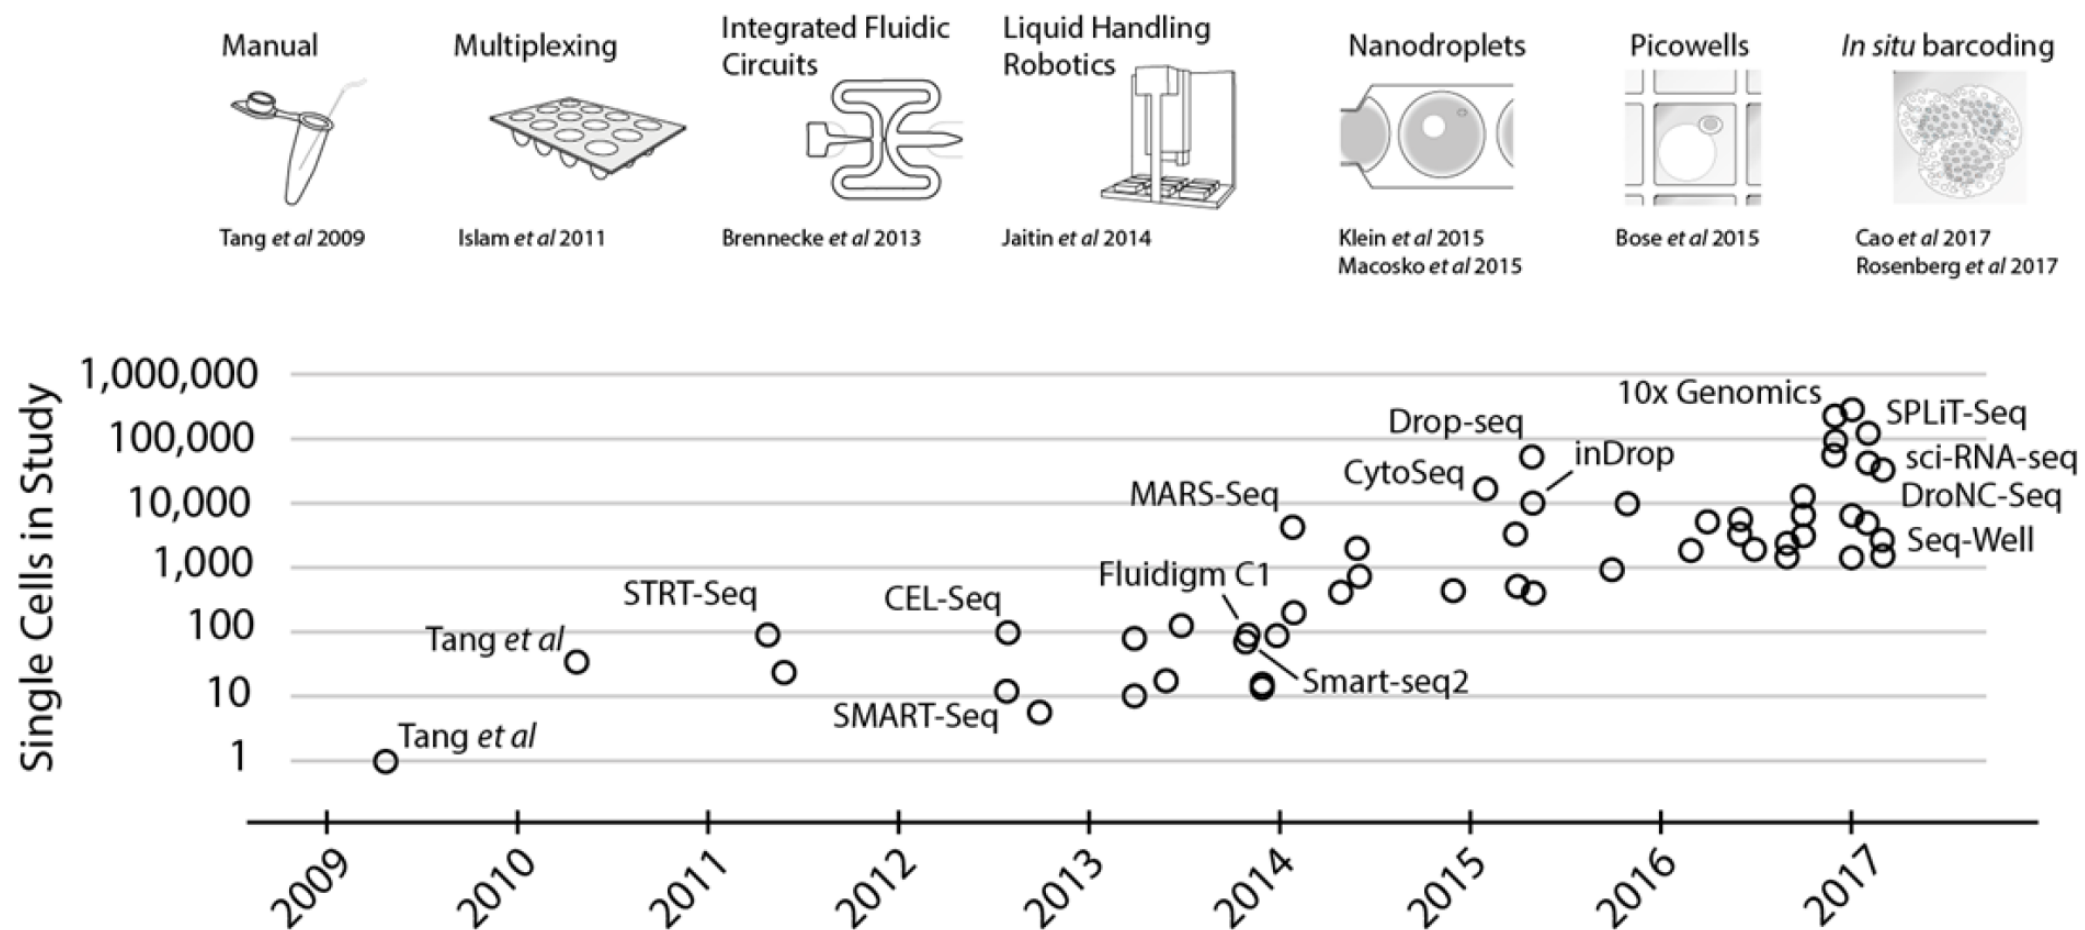 Manual
Multiplexing
Integrated Fluidic
Circuits
Liquid Handling
Robotics
Nanodroplets
Picowells
In situ barcoding
Tang et al 2009
Islam et al 2011
Brennecke et al 2013
Jaitin et al 2014
Klein et al 2015
Macosko et al 2015
Bose et al 2015
Cao et al 2017
Rosenberg et al 2017
Single Cells in Study
1,000,000
100,000
10,000
1,000
100
10
1
Tang et al
Tang et al
STRT-Seq
CEL-Seq
SMART-Seq
Fluidigm C1
Smart-seq2
MARS-Seq
CytoSeq
Drop-seq
inDrop
10x Genomics
SPLiT-Seq
sci-RNA-seq
DroNC-Seq
Seq-Well
2009
2010
2011
2012
2013
2014
2015
2016
2017